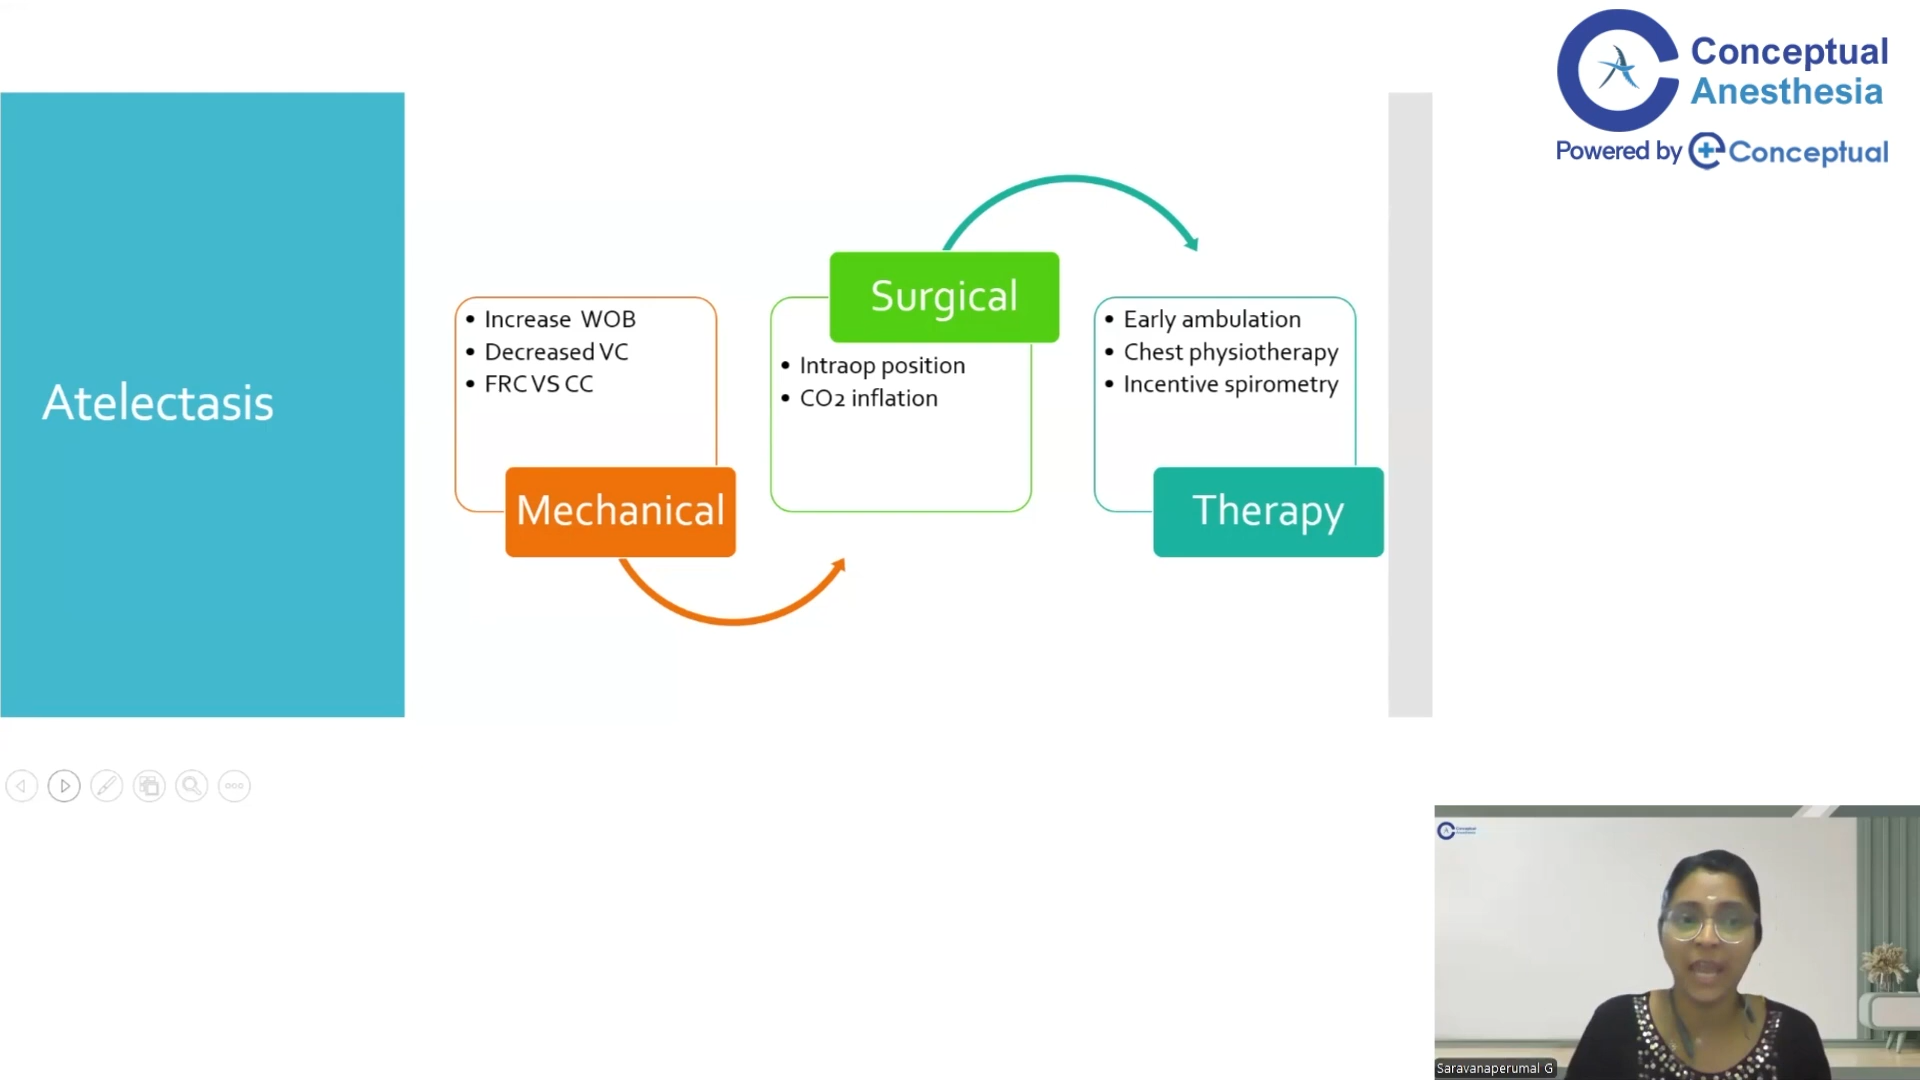 Conceptual
Anesthesia
Powered by eConceptual
Atelectasis
• Increase WOB
• Decreased VC
• FRC VS CC
Mechanical
Surgical
• Intraop position
• CO2 inflation
• Early ambulation
• Chest physiotherapy
• Incentive spirometry
Therapy
Saravanaperumal G